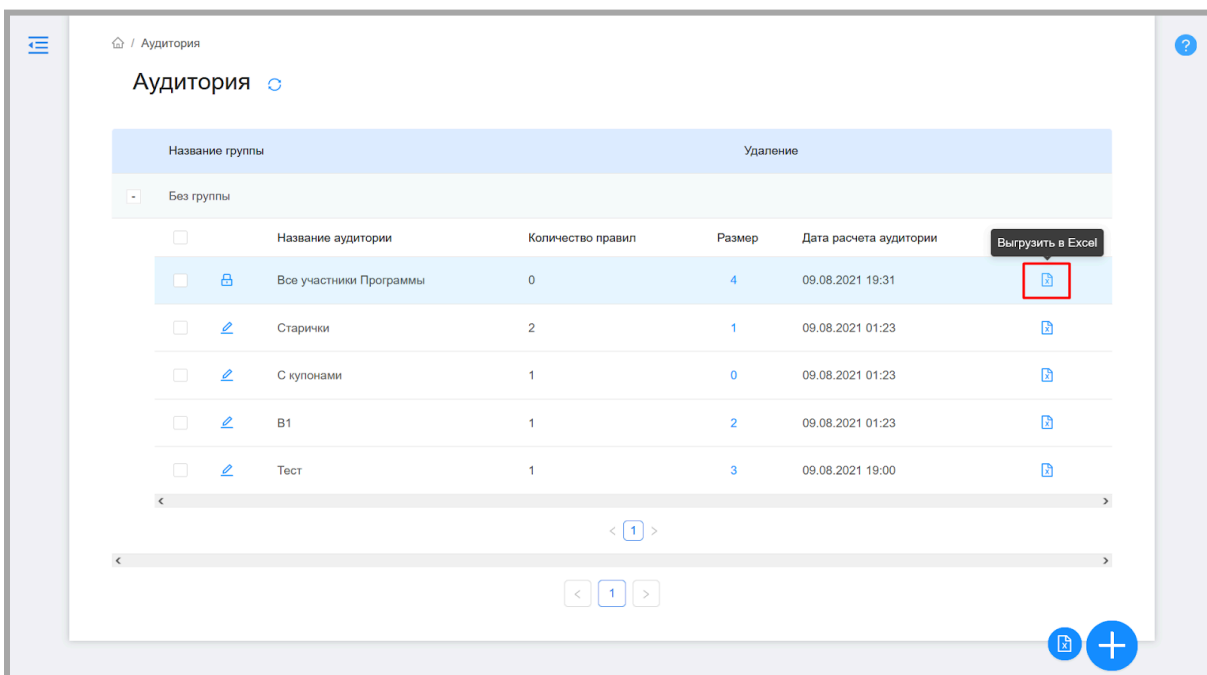 / Аудитория
Аудитория
?
Название группы Удаление
- Без группы
Название аудитории Количество правил Размер Дата расчета аудитории
Выгрузить в Excel
Все участники Программы 0 4 09.08.2021 19:31
Старички 2 1 09.08.2021 01:23
С купонами 1 0 09.08.2021 01:23
В1 1 2 09.08.2021 01:23
Тест 1 3 09.08.2021 19:00
< 1 >
< 1 >